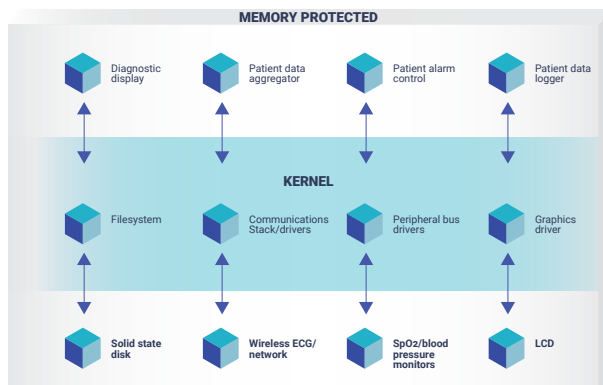 MEMORY PROTECTED
Diagnostic
display
Patient data
aggregator
Patient alarm
control
Patient data
logger
KERNEL
Filesystem
Communications
Stack/drivers
Peripheral bus
drivers
Graphics
driver
Solid state
disk
Wireless ECG/
network
SpO2/blood
pressure
monitors
LCD